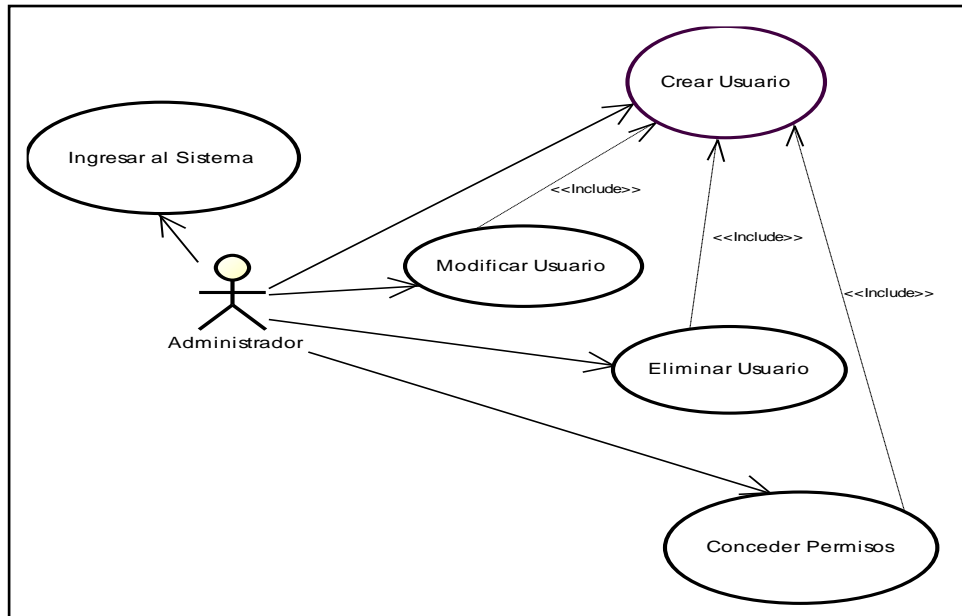 Crear Usuario
Ingresar al Sistema
<<Include>>
<<Include>>
Modificar Usuario
<<Include>>
Administrador
Eliminar Usuario
Conceder Permisos